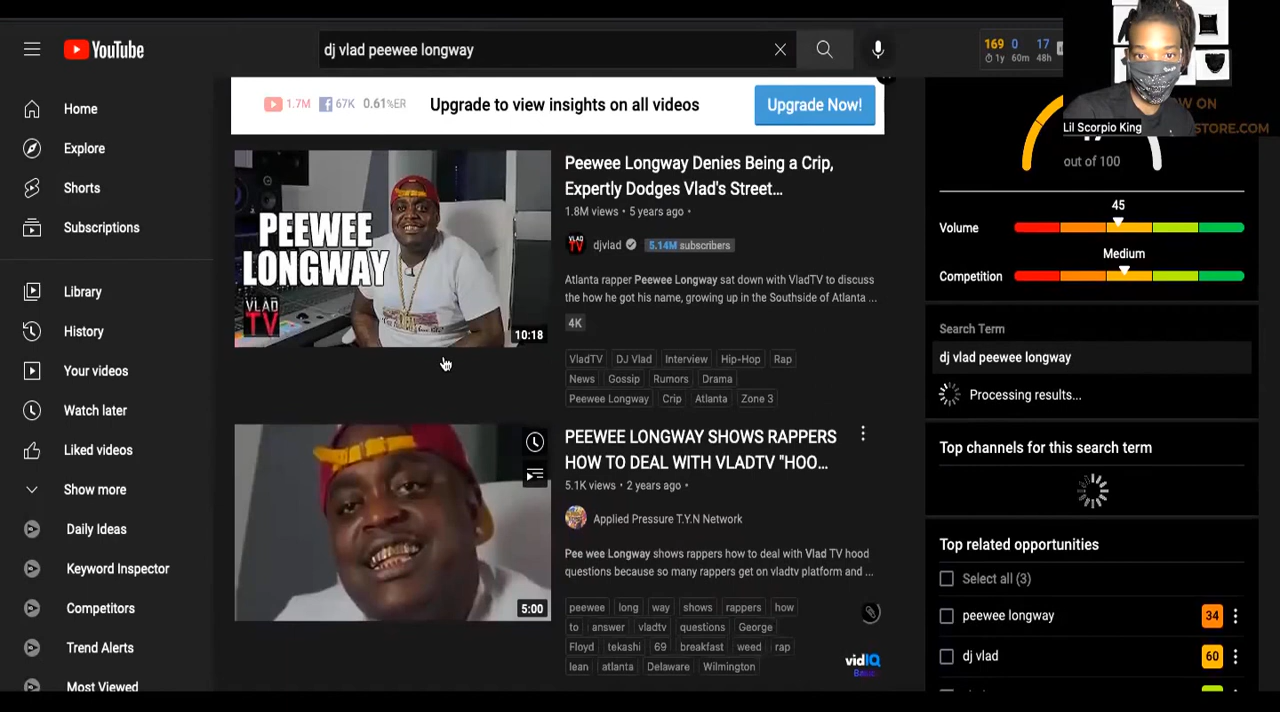 YouTube
dj vlad peewee longway
169 0 17
1y 60m 48h
Lil Scorpio King
W ON
STORE.COM
1.7M 67K 0.61%ER
Upgrade to view insights on all videos
Upgrade Now!
Home
Explore
Shorts
Subscriptions
Library
History
Your videos
Watch later
Liked videos
Show more
Daily Ideas
Keyword Inspector
Competitors
Trend Alerts
Most Viewed
PEEWEE
LONGWAY
VLAD
TV
10:18
Peewee Longway Denies Being a Crip,
Expertly Dodges Vlad's Street...
1.8M views • 5 years ago •
VLAD
TV
djvlad
5.14M subscribers
Atlanta rapper Peewee Longway sat down with VladTV to discuss
the how he got his name, growing up in the Southside of Atlanta ...
4K
VladTV DJ Vlad Interview Hip-Hop Rap
News Gossip Rumors Drama
Peewee Longway Crip Atlanta Zone 3
5:00
PEEWEE LONGWAY SHOWS RAPPERS
HOW TO DEAL WITH VLADTV "HOO...
5.1K views • 2 years ago •
Applied Pressure T.Y.N Network
Pee wee Longway shows rappers how to deal with Vlad TV hood
questions because so many rappers get on vladtv platform and ...
peewee long way shows rappers how
to answer vladtv questions George
Floyd tekashi 69 breakfast weed rap
lean atlanta Delaware Wilmington
vidIQ
out of 100
45
Volume
Medium
Competition
Search Term
dj vlad peewee longway
Processing results...
Top channels for this search term
Top related opportunities
Select all (3)
peewee longway 34
dj vlad 60